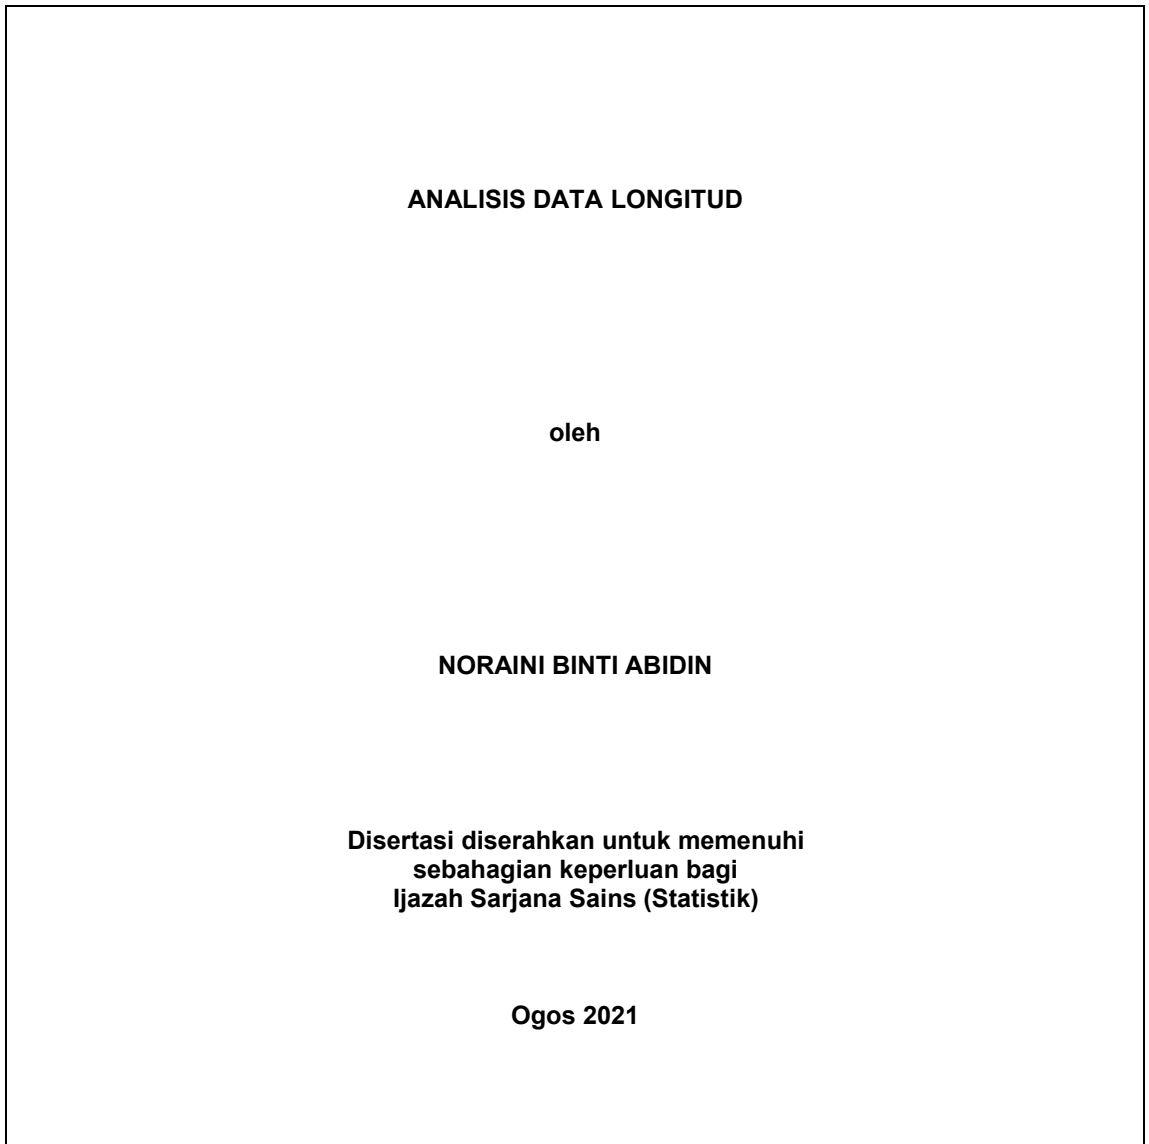 ANALISIS DATA LONGITUD
oleh
NORAINI BINTI ABIDIN
Disertasi diserahkan untuk memenuhi
sebahagian keperluan bagi
Ijazah Sarjana Sains (Statistik)
Ogos 2021